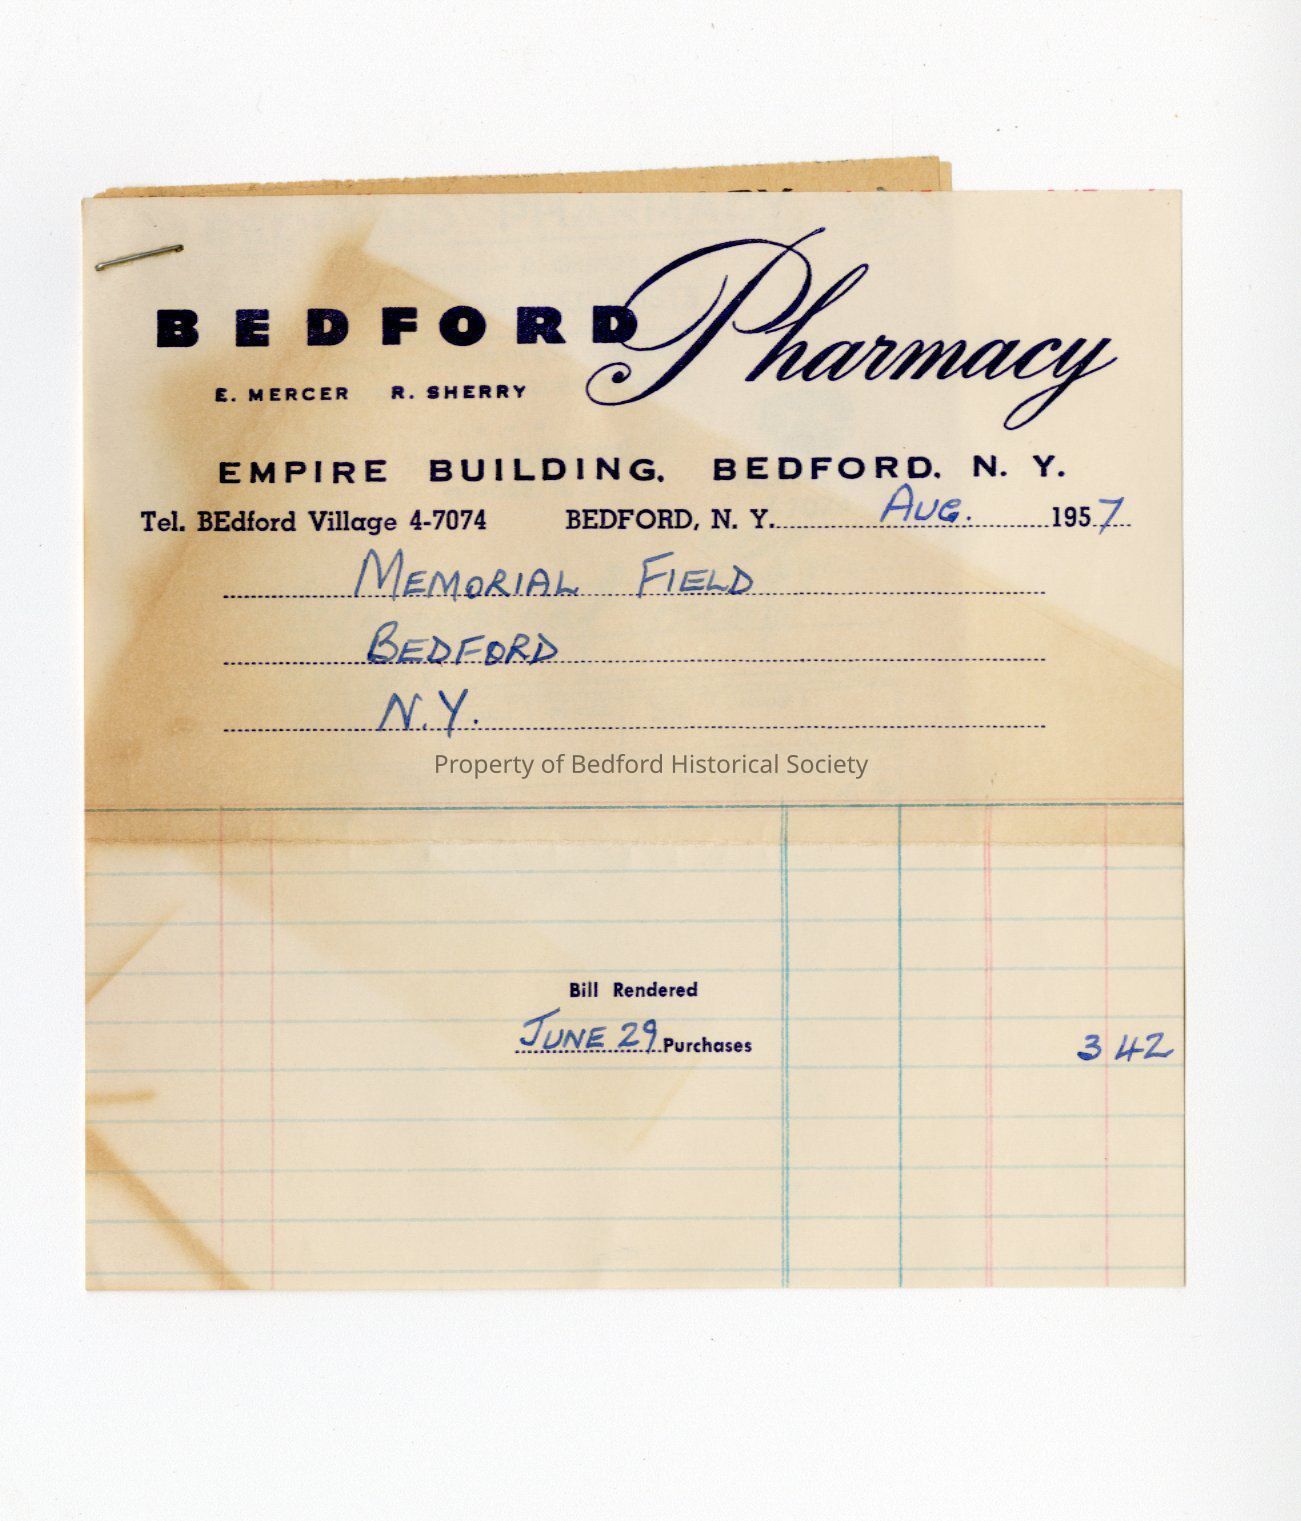 BEDFORD Pharmacy
E. MERCER R. SHERRY
EMPIRE BUILDING, BEDFORD, N. Y.
Tel. BEdford Village 4-7074 BEDFORD, N. Y. Aug. 1957
MEMORIAL FIELD
BEDFORD
N.Y.
Property of Bedford Historical Society
Bill Rendered
JUNE 29 Purchases 3 42